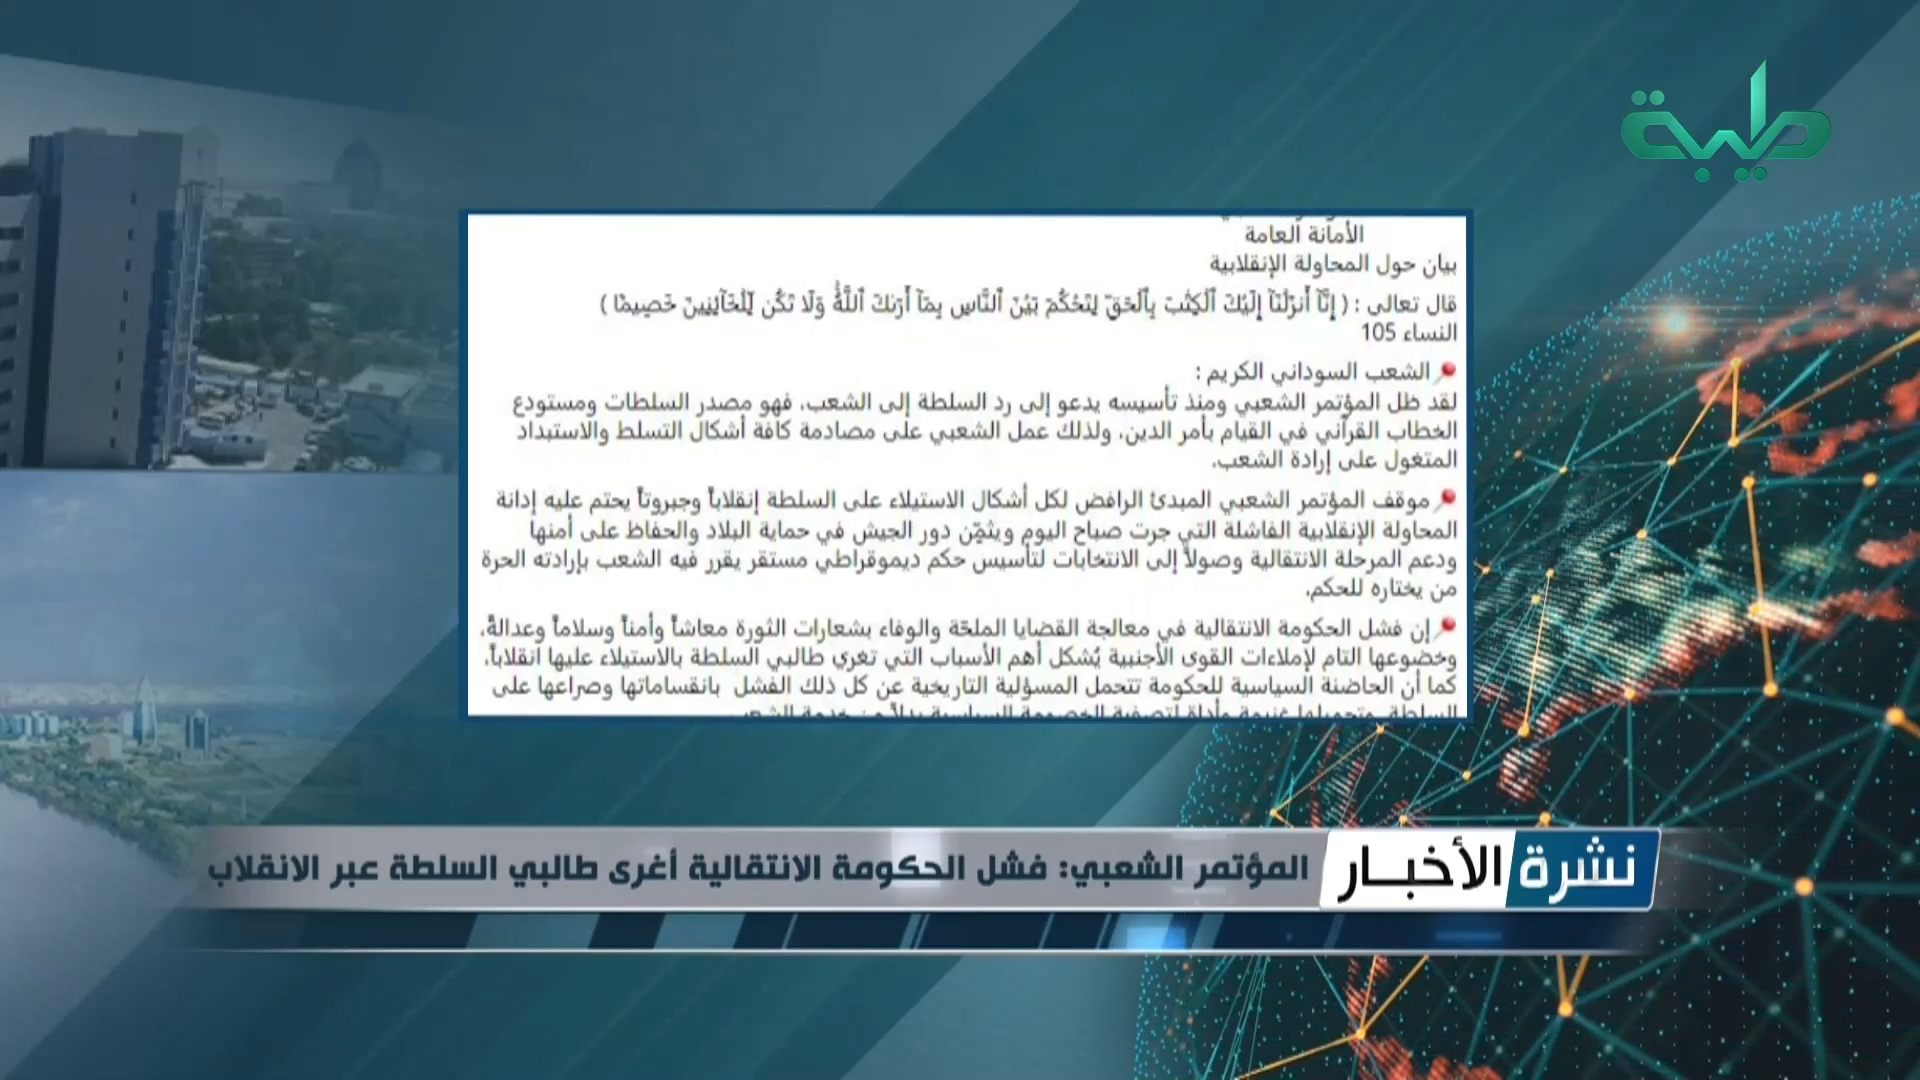 طيبة
الأمانة العامة
بيان حول المحاولة الإنقلابية
قال تعالى : ( إِنَّآ أَنزَلْنَآ إِلَيْكَ ٱلْكِتَٰبَ بِٱلْحَقِّ لِتَحْكُمَ بَيْنَ ٱلنَّاسِ بِمَآ أَرَىٰكَ ٱللَّهُ ۚ وَلَا تَكُن لِّلْخَآئِنِينَ خَصِيمًا )
النساء 105
📌الشعب السوداني الكريم :
لقد ظل المؤتمر الشعبي ومنذ تأسيسه يدعو إلى رد السلطة إلى الشعب، فهو مصدر السلطات ومستودع
الخطاب القرآني في القيام بأمر الدين، ولذلك عمل الشعبي على مصادمة كافة أشكال التسلط والاستبداد
المتغول على إرادة الشعب.
📌موقف المؤتمر الشعبي المبدئ الرافض لكل أشكال الاستيلاء على السلطة إنقلاباً وجبروتاً يحتم عليه إدانة
المحاولة الإنقلابية الفاشلة التي جرت صباح اليوم ويثمِّن دور الجيش في حماية البلاد والحفاظ على أمنها
ودعم المرحلة الانتقالية وصولاً إلى الانتخابات لتأسيس حكم ديموقراطي مستقر يقرر فيه الشعب بإرادته الحرة
من يختاره للحكم.
📌إن فشل الحكومة الانتقالية في معالجة القضايا الملحّة والوفاء بشعارات الثورة معاشاً وأمناً وسلاماً وعدالةً،
وخضوعها التام لإملاءات القوى الأجنبية يُشكل أهم الأسباب التي تغري طالبي السلطة بالاستيلاء عليها انقلاباً،
كما أن الحاضنة السياسية للحكومة تتحمل المسؤلية التاريخية عن كل ذلك الفشل بانقساماتها وصراعها على
نشرة الأخبار
المؤتمر الشعبي: فشل الحكومة الانتقالية أغرى طالبي السلطة عبر الانقلاب